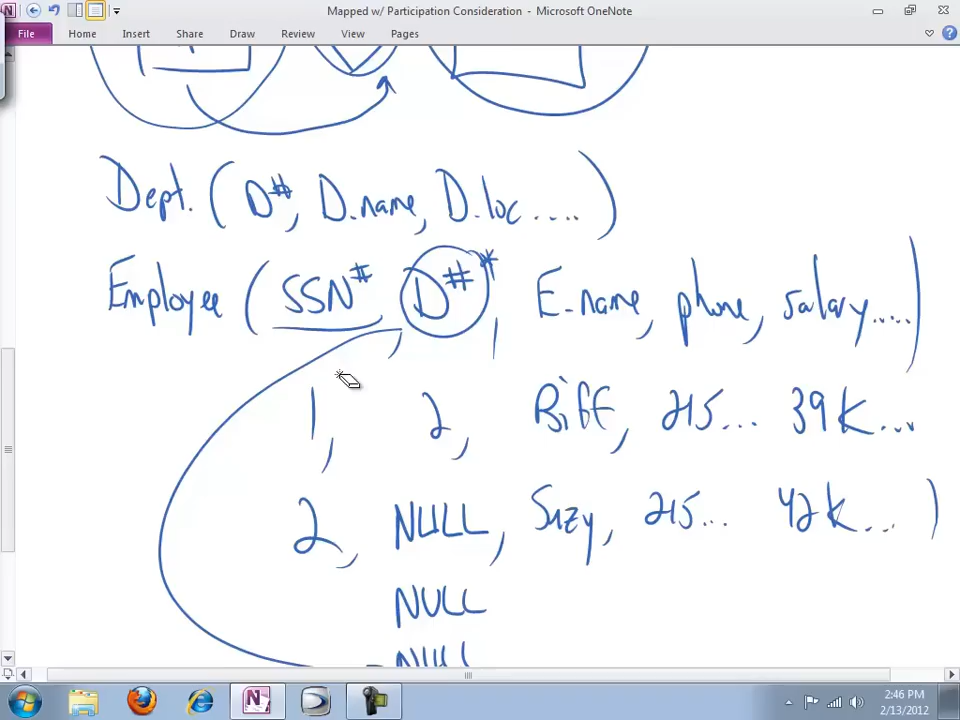 Mapped w/ Participation Consideration - Microsoft OneNote
File Home Insert Share Draw Review View Pages
Dept. (D#, D.name, D.loc....)
Employee (SSN#, D#*, E-name, phone, salary.....)
1, 2, Biff, 215... 39K...
2, NULL, Suzy, 215... 42K...)
NULL
NULL
2:46 PM
2/13/2012